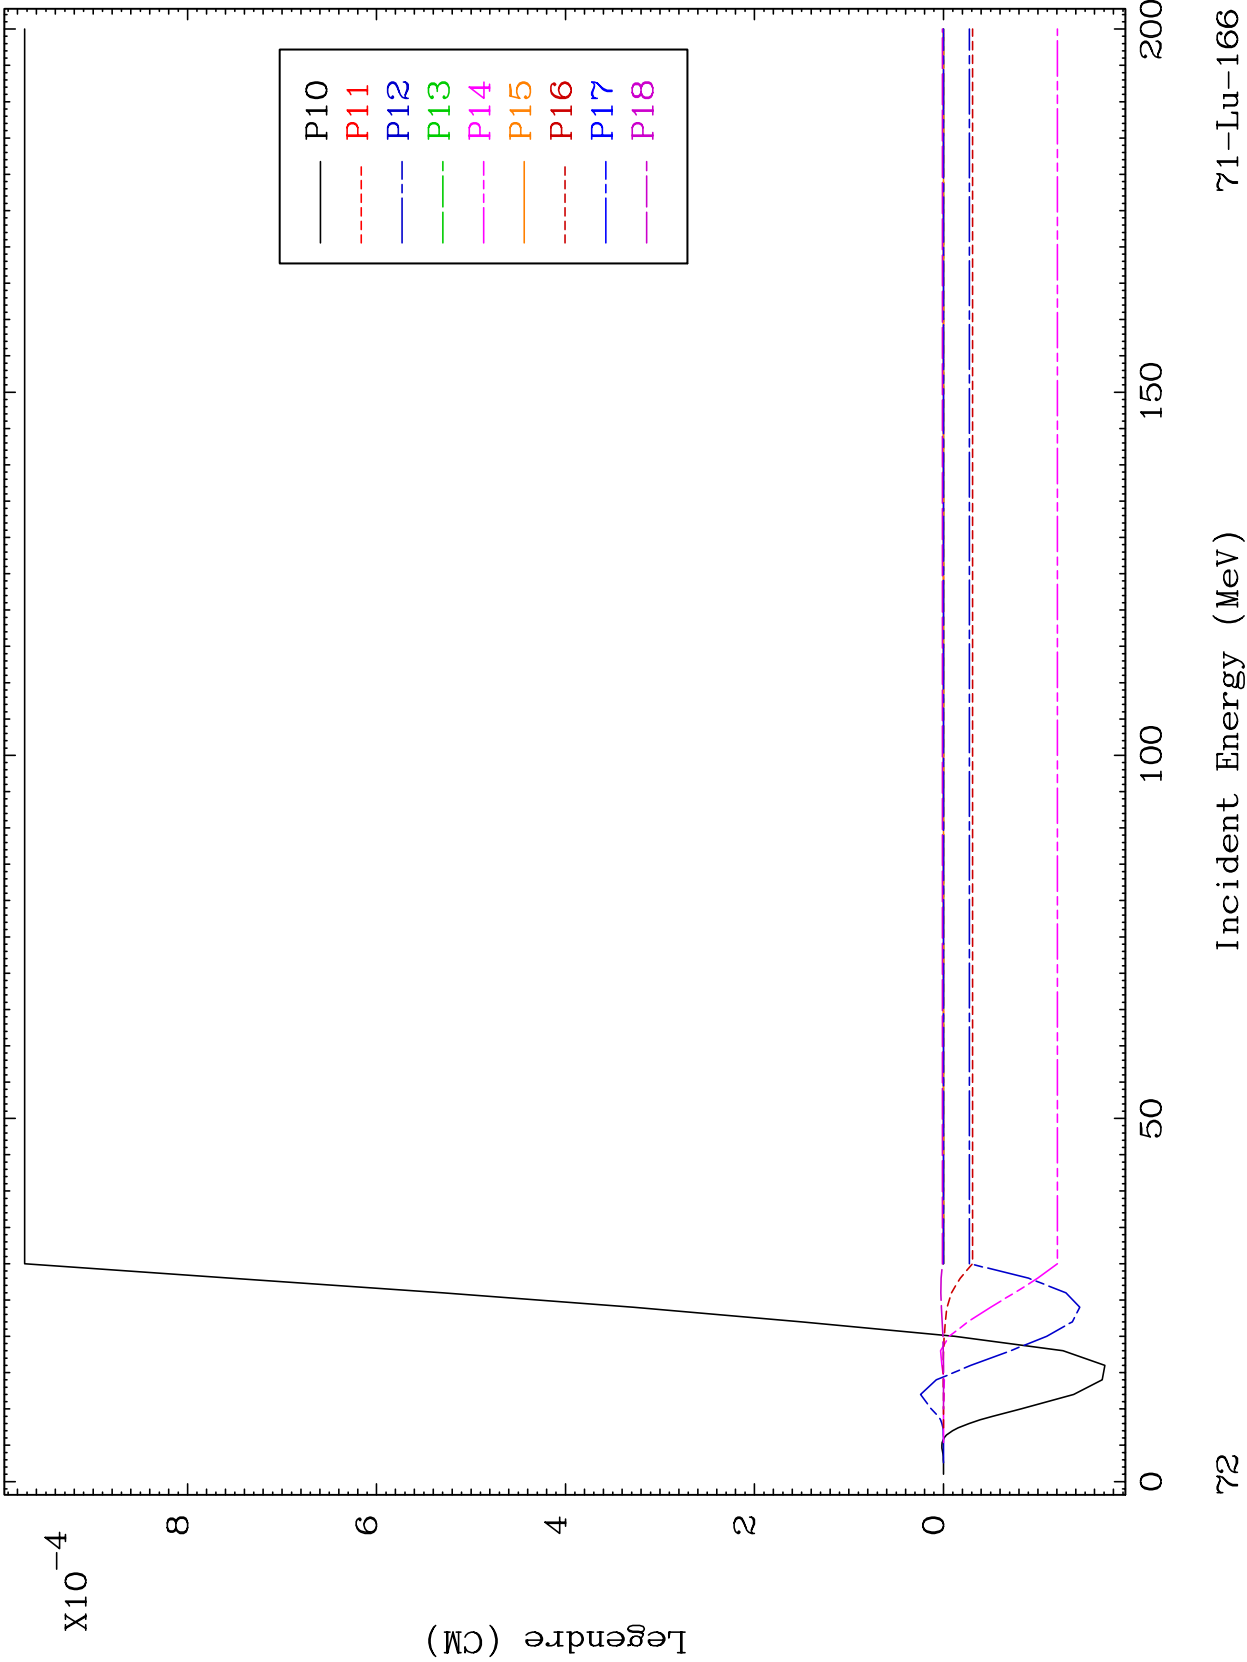 X10-4
Legendre (CM)
8
6
4
2
0
P10
P11
P12
P13
P14
P15
P16
P17
P18
0
50
100
150
200
Incident Energy (MeV)
72
71-Lu-166